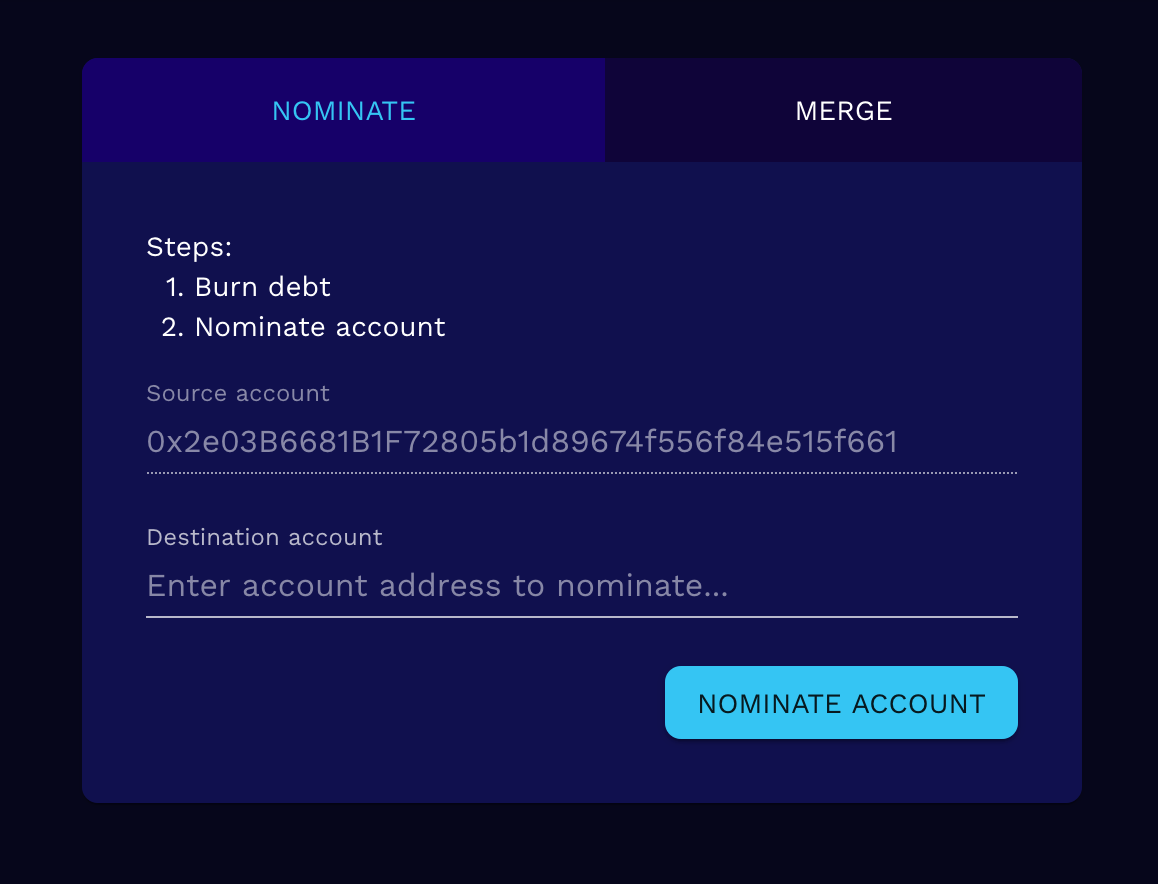 NOMINATE
MERGE
Steps:
1. Burn debt
2. Nominate account
Source account
0x2e03B6681B1F72805b1d89674f556f84e515f661
Destination account
Enter account address to nominate...
NOMINATE ACCOUNT